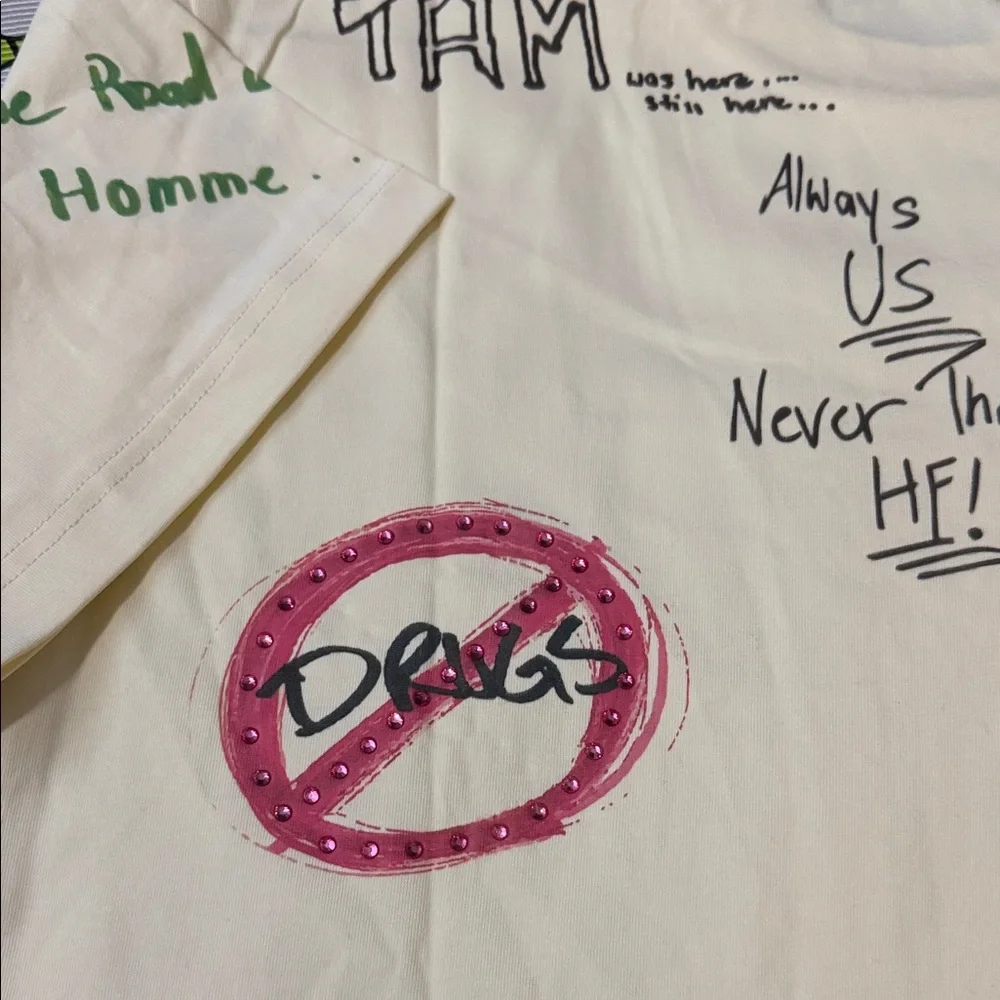 TAM
was here....
still here...
Road
Homme.
Always
US
Never
HF!
DRUGS